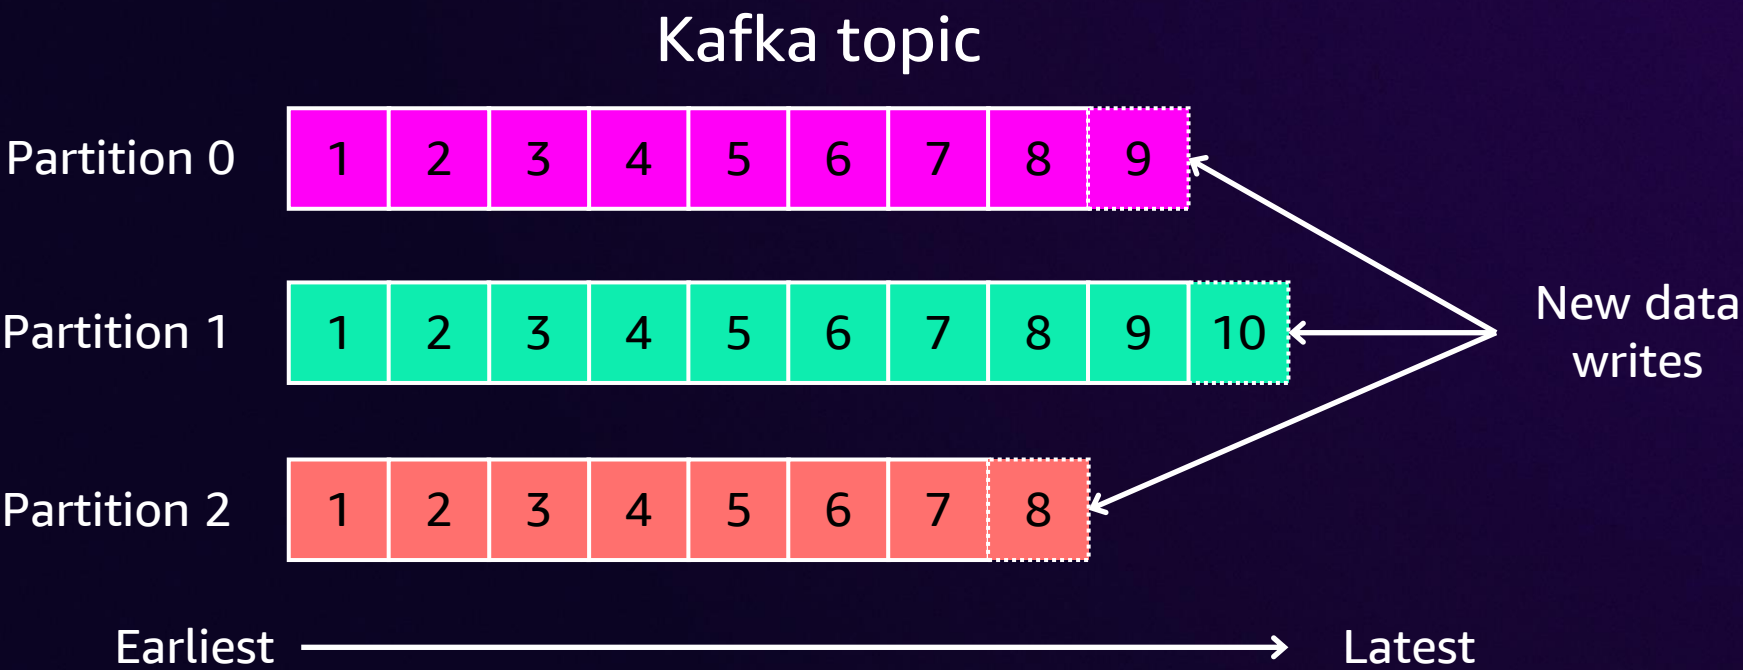 Kafka topic
Partition 0
1 2 3 4 5 6 7 8 9
Partition 1
1 2 3 4 5 6 7 8 9 10
New data
writes
Partition 2
1 2 3 4 5 6 7 8
Earliest
Latest